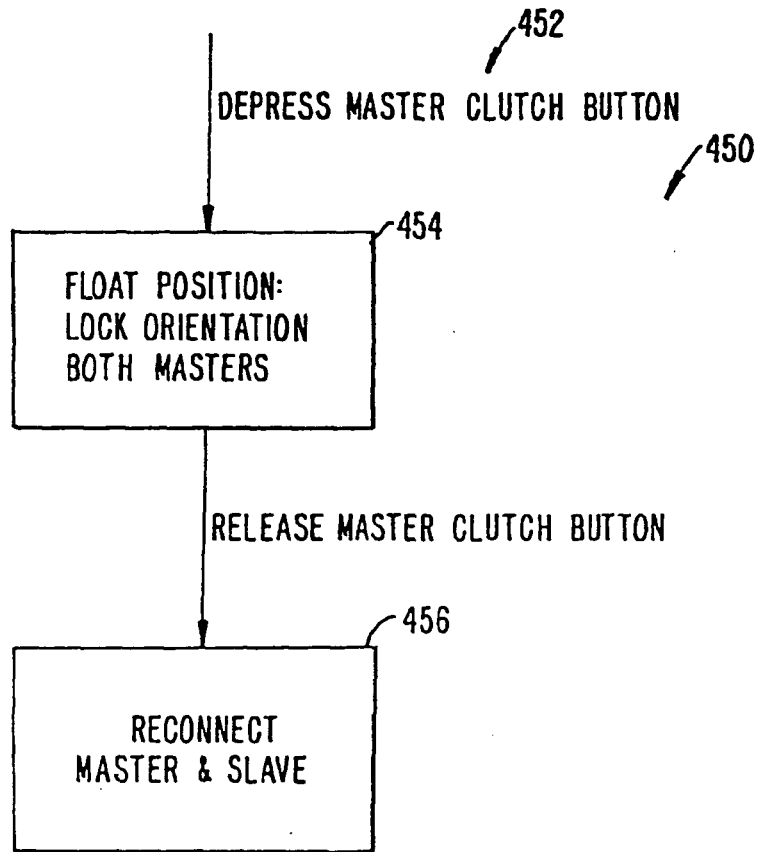 452
DEPRESS MASTER CLUTCH BUTTON
450
454
FLOAT POSITION:
LOCK ORIENTATION
BOTH MASTERS
RELEASE MASTER CLUTCH BUTTON
456
RECONNECT
MASTER & SLAVE